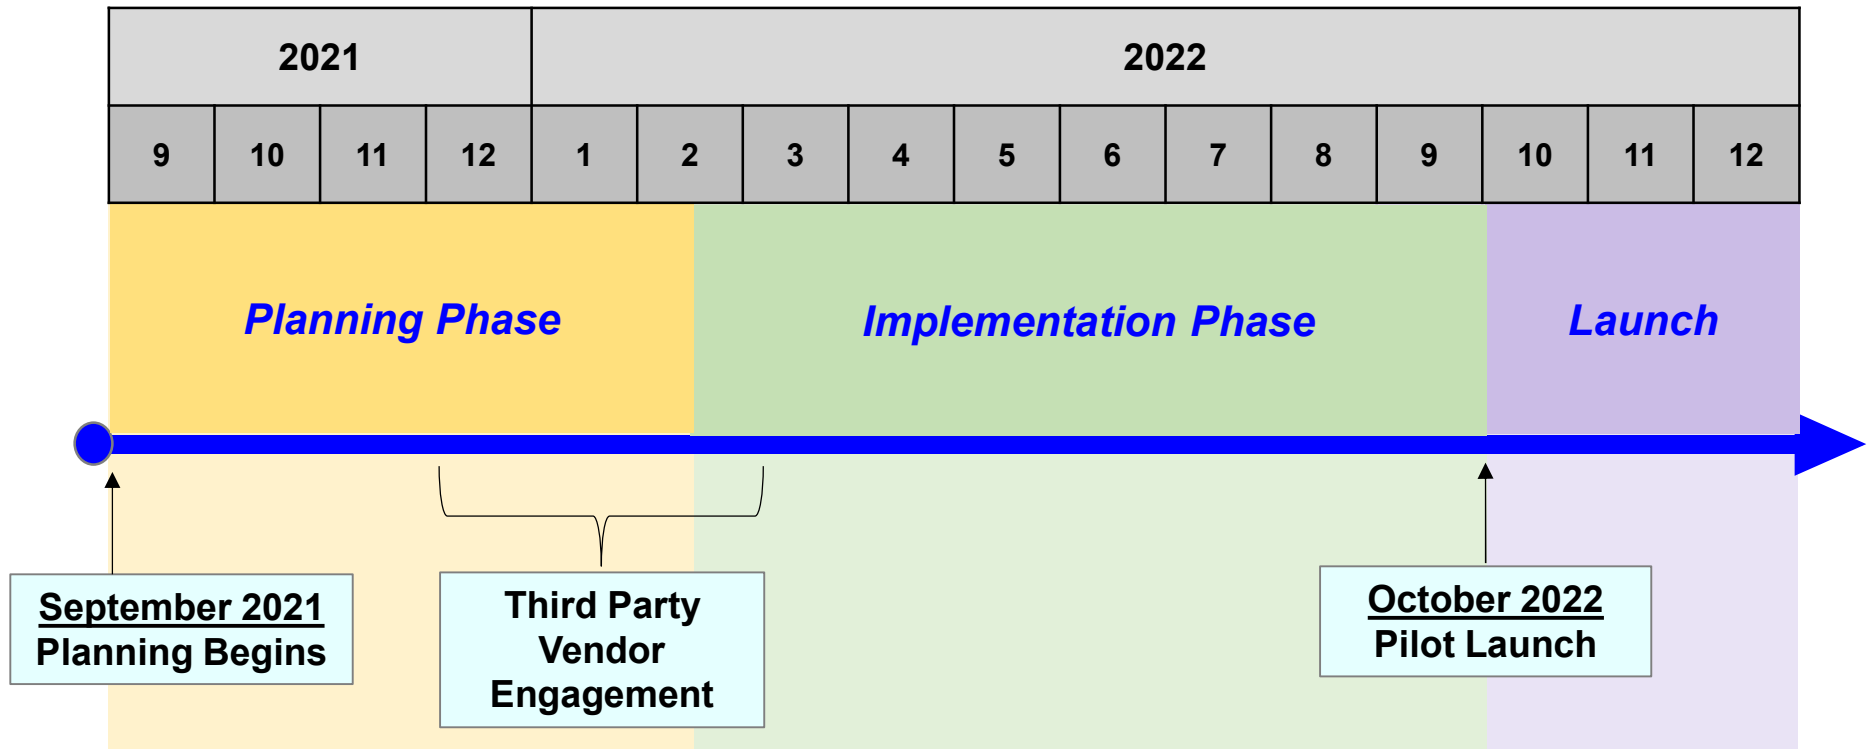 2021 2022
9 10 11 12 1 2 3 4 5 6 7 8 9 10 11 12
Planning Phase Implementation Phase Launch
September 2021
Planning Begins
Third Party
Vendor
Engagement
October 2022
Pilot Launch